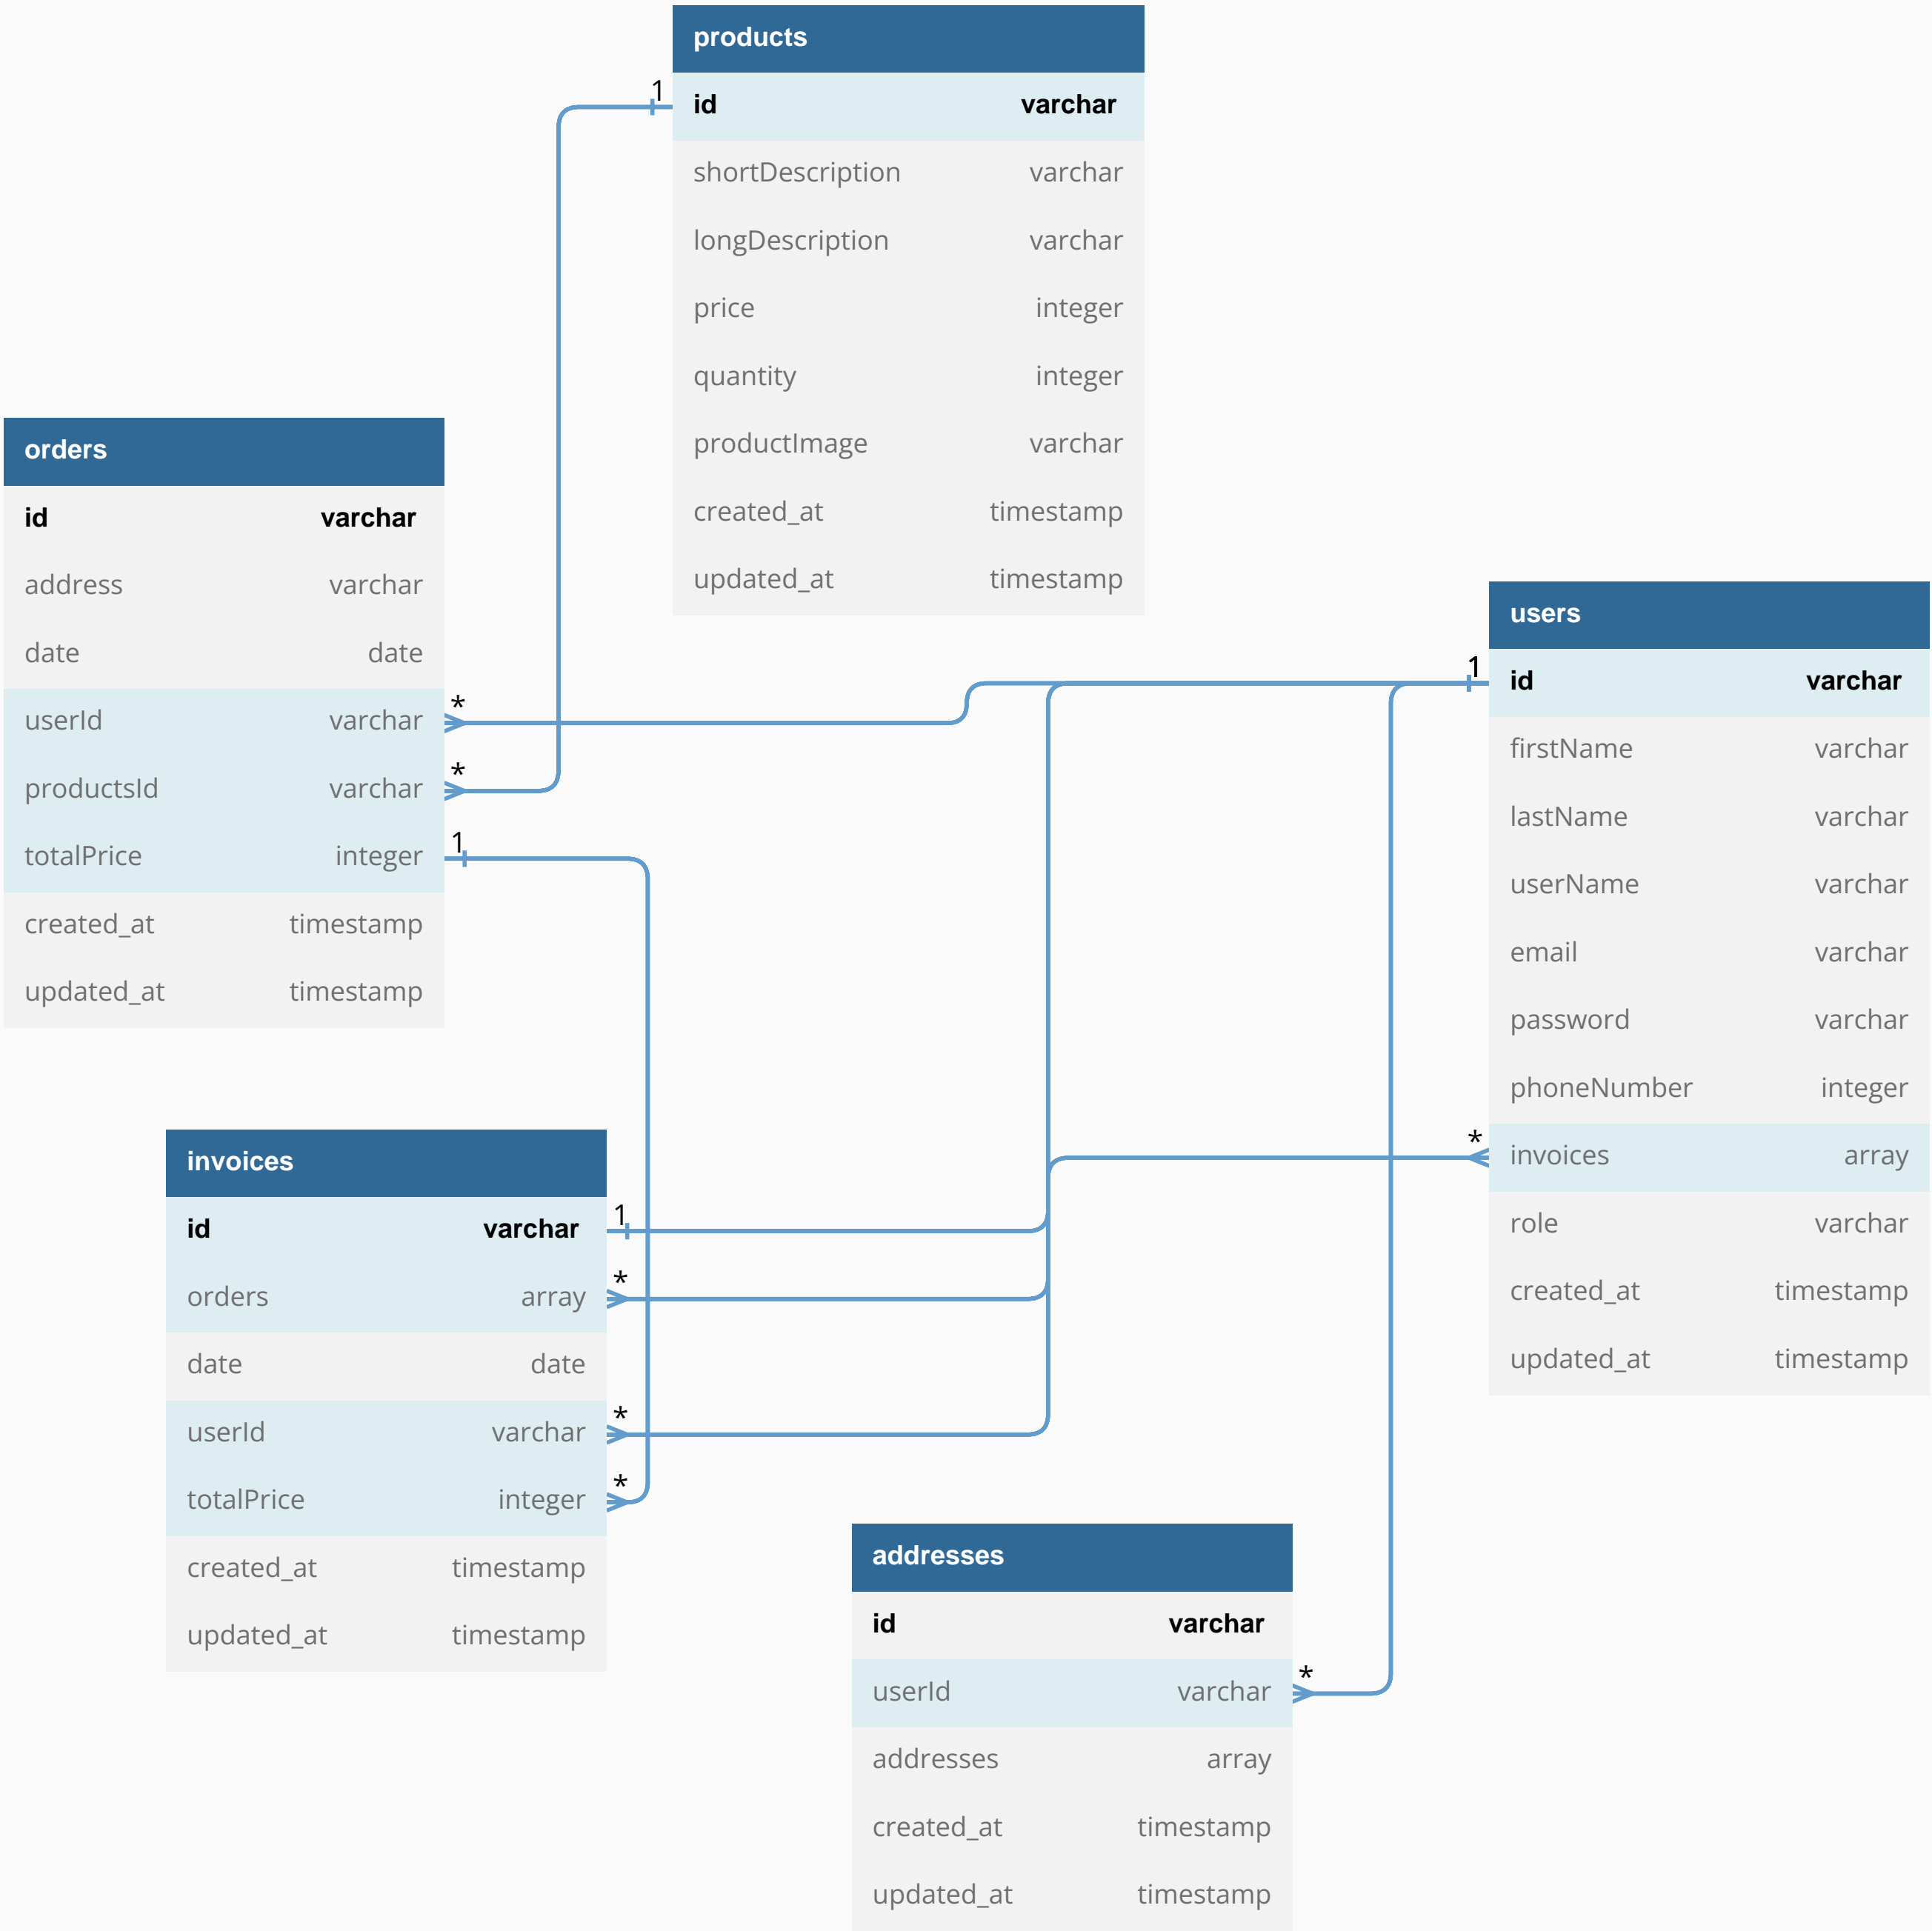 products
1
id varchar
shortDescription varchar
longDescription varchar
price integer
quantity integer
productImage varchar
created_at timestamp
updated_at timestamp
orders
id varchar
address varchar
date date
*
userId varchar
*
productsId varchar
1
totalPrice integer
created_at timestamp
updated_at timestamp
users
1
id varchar
firstName varchar
lastName varchar
userName varchar
email varchar
password varchar
phoneNumber integer
*
invoices array
role varchar
created_at timestamp
updated_at timestamp
invoices
1
id varchar
*
orders array
date date
*
userId varchar
*
totalPrice integer
created_at timestamp
updated_at timestamp
addresses
id varchar
*
userId varchar
addresses array
created_at timestamp
updated_at timestamp